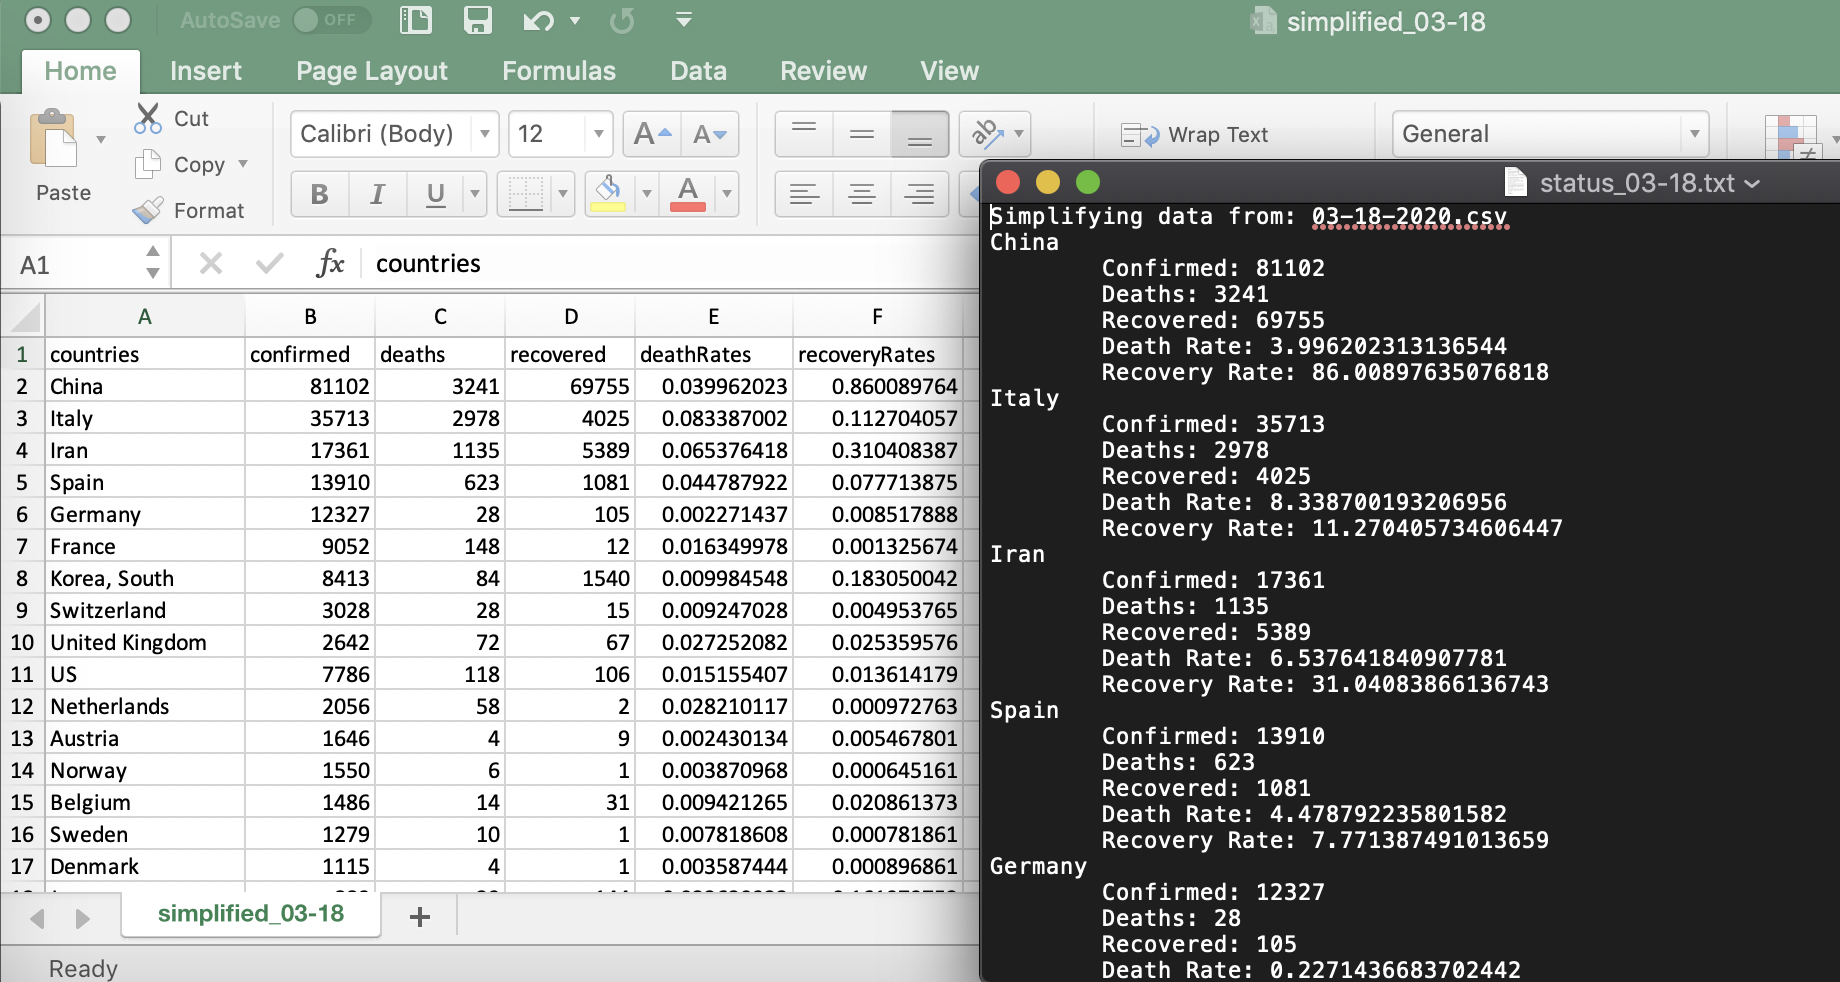 AutoSave OFF
simplified_03-18
Home Insert Page Layout Formulas Data Review View
Paste
Cut
Copy
Format
Calibri (Body) 12
Wrap Text
General
B I U
A1 fx countries
A B C D E F
1 countries confirmed deaths recovered deathRates recoveryRates
2 China 81102 3241 69755 0.039962023 0.860089764
3 Italy 35713 2978 4025 0.083387002 0.112704057
4 Iran 17361 1135 5389 0.065376418 0.310408387
5 Spain 13910 623 1081 0.044787922 0.077713875
6 Germany 12327 28 105 0.002271437 0.008517888
7 France 9052 148 12 0.016349978 0.001325674
8 Korea, South 8413 84 1540 0.009984548 0.183050042
9 Switzerland 3028 28 15 0.009247028 0.004953765
10 United Kingdom 2642 72 67 0.027252082 0.025359576
11 US 7786 118 106 0.015155407 0.013614179
12 Netherlands 2056 58 2 0.028210117 0.000972763
13 Austria 1646 4 9 0.002430134 0.005467801
14 Norway 1550 6 1 0.003870968 0.000645161
15 Belgium 1486 14 31 0.009421265 0.020861373
16 Sweden 1279 10 1 0.007818608 0.000781861
17 Denmark 1115 4 1 0.003587444 0.000896861
simplified_03-18 +
Ready
status_03-18.txt
Simplifying data from: 03-18-2020.csv
China
Confirmed: 81102
Deaths: 3241
Recovered: 69755
Death Rate: 3.996202313136544
Recovery Rate: 86.00897635076818
Italy
Confirmed: 35713
Deaths: 2978
Recovered: 4025
Death Rate: 8.338700193206956
Recovery Rate: 11.270405734606447
Iran
Confirmed: 17361
Deaths: 1135
Recovered: 5389
Death Rate: 6.537641840907781
Recovery Rate: 31.04083866136743
Spain
Confirmed: 13910
Deaths: 623
Recovered: 1081
Death Rate: 4.478792235801582
Recovery Rate: 7.771387491013659
Germany
Confirmed: 12327
Deaths: 28
Recovered: 105
Death Rate: 0.2271436683702442